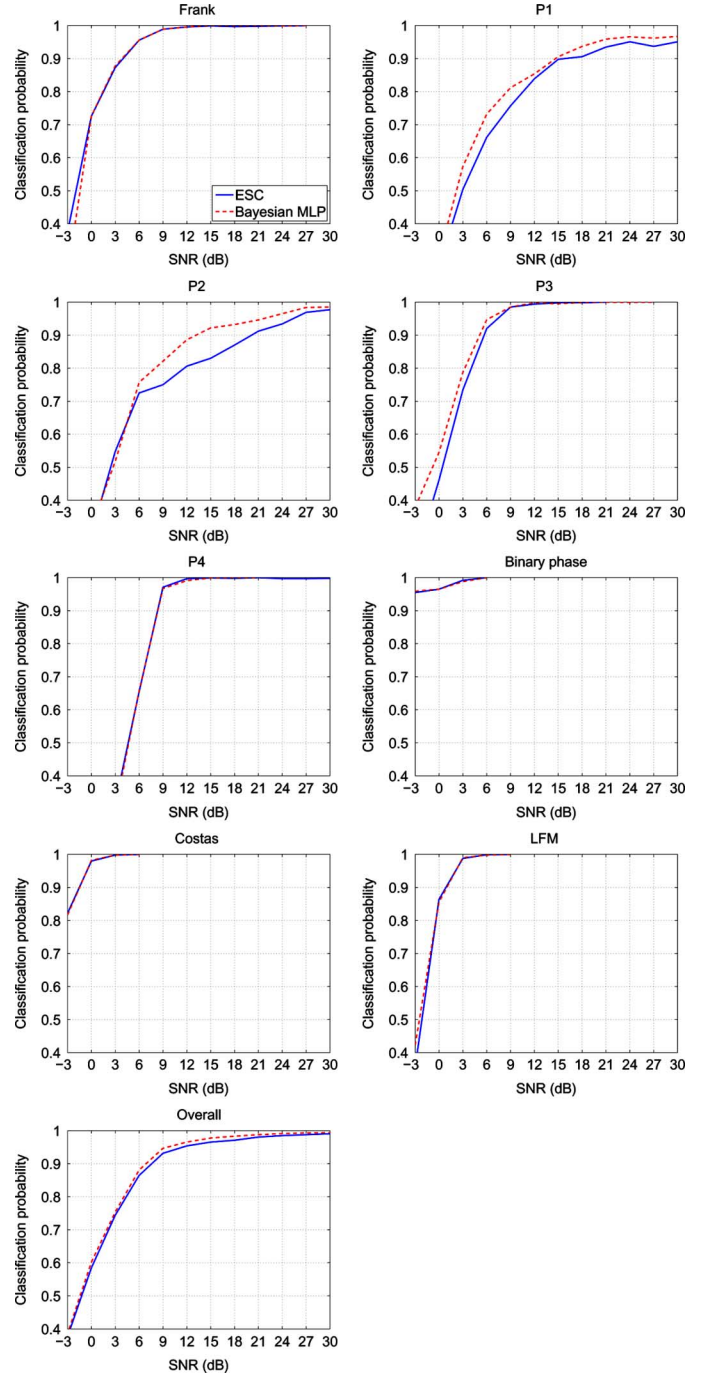 Frank
Classification probability
1
0.9
0.8
0.7
0.6
0.5
0.4
ESC
Bayesian MLP
−3 0 3 6 9 12 15 18 21 24 27 30
SNR (dB)
P1
Classification probability
1
0.9
0.8
0.7
0.6
0.5
0.4
−3 0 3 6 9 12 15 18 21 24 27 30
SNR (dB)
P2
Classification probability
1
0.9
0.8
0.7
0.6
0.5
0.4
−3 0 3 6 9 12 15 18 21 24 27 30
SNR (dB)
P3
Classification probability
1
0.9
0.8
0.7
0.6
0.5
0.4
−3 0 3 6 9 12 15 18 21 24 27 30
SNR (dB)
P4
Classification probability
1
0.9
0.8
0.7
0.6
0.5
0.4
−3 0 3 6 9 12 15 18 21 24 27 30
SNR (dB)
Binary phase
Classification probability
1
0.9
0.8
0.7
0.6
0.5
0.4
−3 0 3 6 9 12 15 18 21 24 27 30
SNR (dB)
Costas
Classification probability
1
0.9
0.8
0.7
0.6
0.5
0.4
−3 0 3 6 9 12 15 18 21 24 27 30
SNR (dB)
LFM
Classification probability
1
0.9
0.8
0.7
0.6
0.5
0.4
−3 0 3 6 9 12 15 18 21 24 27 30
SNR (dB)
Overall
Classification probability
1
0.9
0.8
0.7
0.6
0.5
0.4
−3 0 3 6 9 12 15 18 21 24 27 30
SNR (dB)